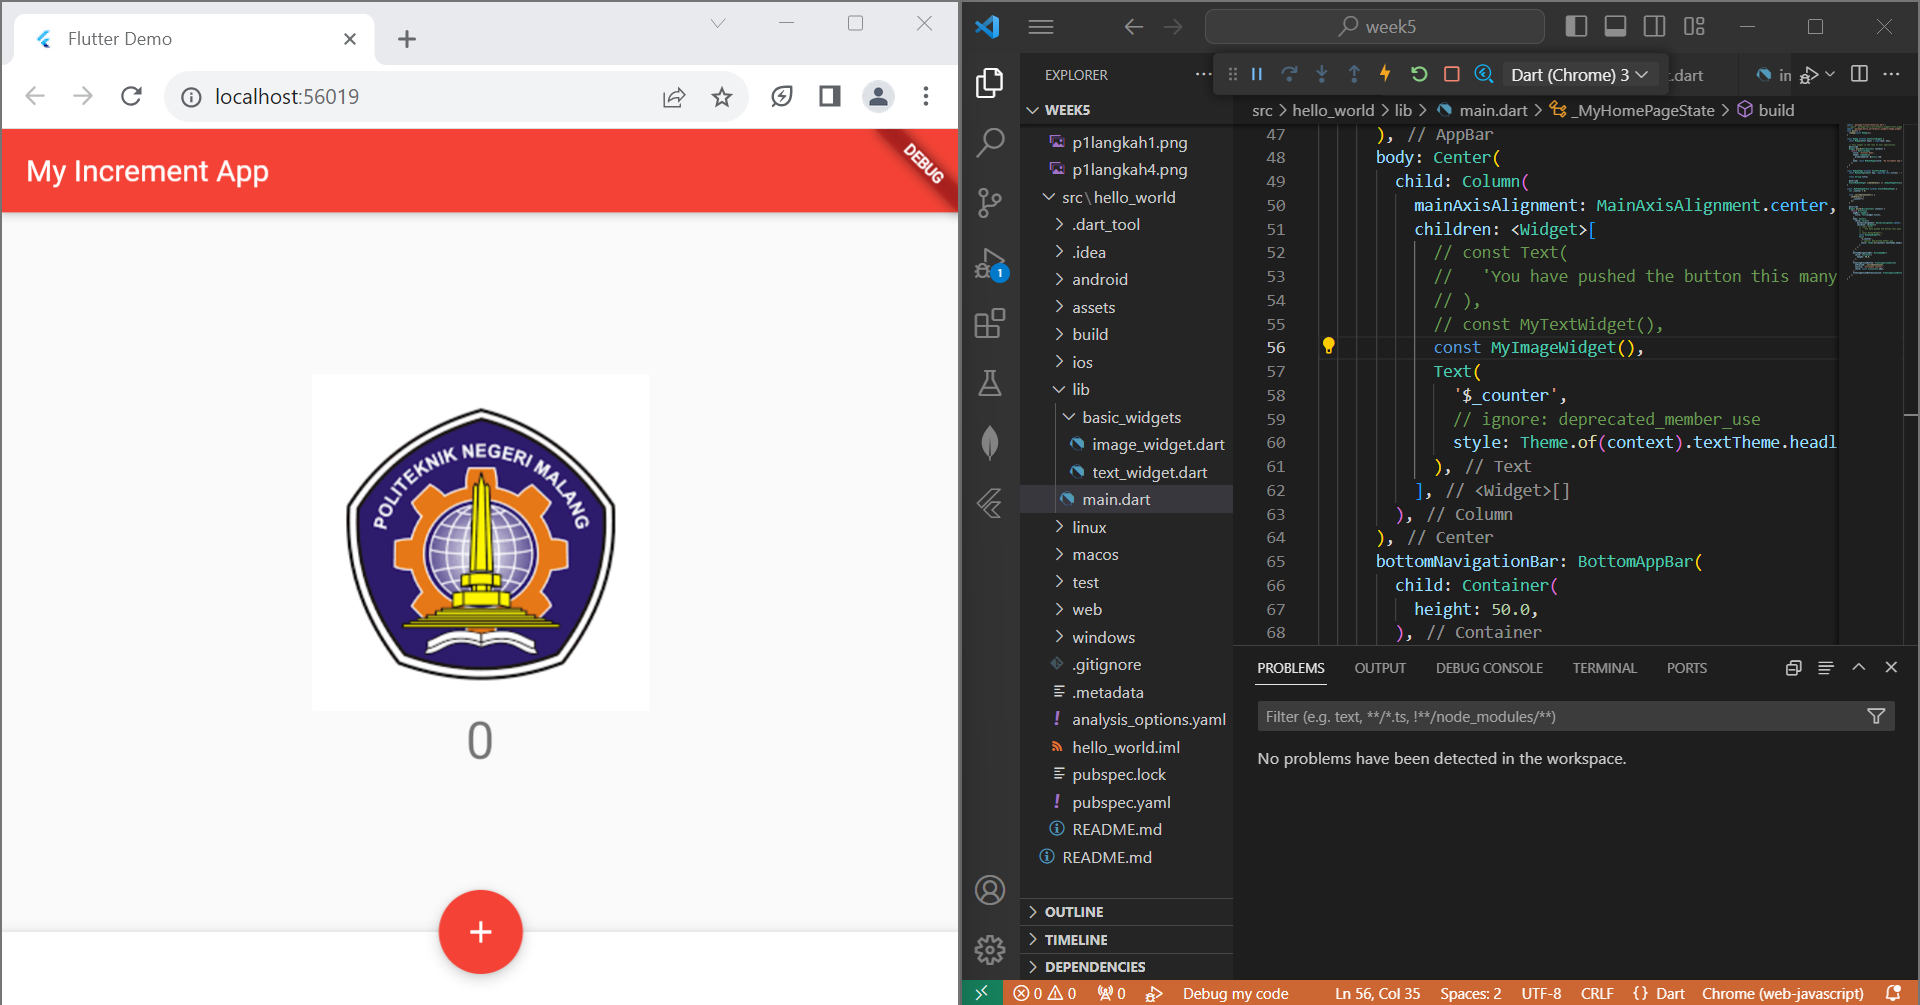 Flutter Demo
localhost:56019
My Increment App
DEBUG
POLITEKNIK NEGERI MALANG
0
+
week5
EXPLORER
Dart (Chrome) 3
.dart
in
WEEK5
src > hello_world > lib > main.dart > _MyHomePageState > build
p1langkah1.png
p1langkah4.png
src\hello_world
.dart_tool
.idea
android
assets
build
ios
lib
basic_widgets
image_widget.dart
text_widget.dart
main.dart
linux
macos
test
web
windows
.gitignore
.metadata
analysis_options.yaml
hello_world.iml
pubspec.lock
pubspec.yaml
README.md
README.md
OUTLINE
TIMELINE
DEPENDENCIES
1
47 ), // AppBar
48 body: Center(
49 child: Column(
50 mainAxisAlignment: MainAxisAlignment.center,
51 children: <Widget>[
52 // const Text(
53 //   'You have pushed the button this many
54 // ),
55 // const MyTextWidget(),
56 const MyImageWidget(),
57 Text(
58 '$_counter',
59 // ignore: deprecated_member_use
60 style: Theme.of(context).textTheme.headl
61 ), // Text
62 ], // <Widget>[]
63 ), // Column
64 ), // Center
65 bottomNavigationBar: BottomAppBar(
66 child: Container(
67 height: 50.0,
68 ), // Container
PROBLEMS OUTPUT DEBUG CONSOLE TERMINAL PORTS
Filter (e.g. text, **/*.ts, !**/node_modules/**)
No problems have been detected in the workspace.
0 0 0 Debug my code Ln 56, Col 35 Spaces: 2 UTF-8 CRLF {} Dart Chrome (web-javascript)